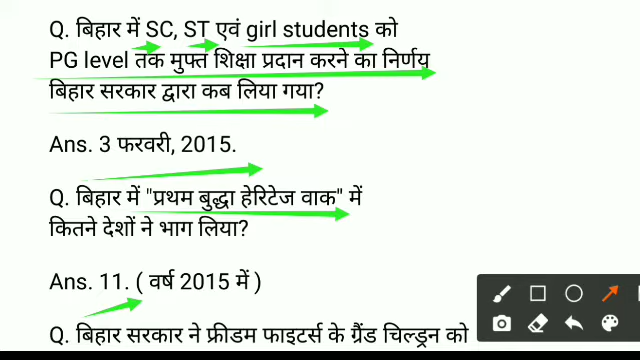 Q. बिहार में SC, ST एवं girl students को
PG level तक मुफ्त शिक्षा प्रदान करने का निर्णय
बिहार सरकार द्वारा कब लिया गया?
Ans. 3 फरवरी, 2015.
Q. बिहार में "प्रथम बुद्धा हेरिटेज वाक" में
कितने देशों ने भाग लिया?
Ans. 11. ( वर्ष 2015 में )
Q. बिहार सरकार ने फ्रीडम फाइटर्स के ग्रैंड चिल्ड्रन को